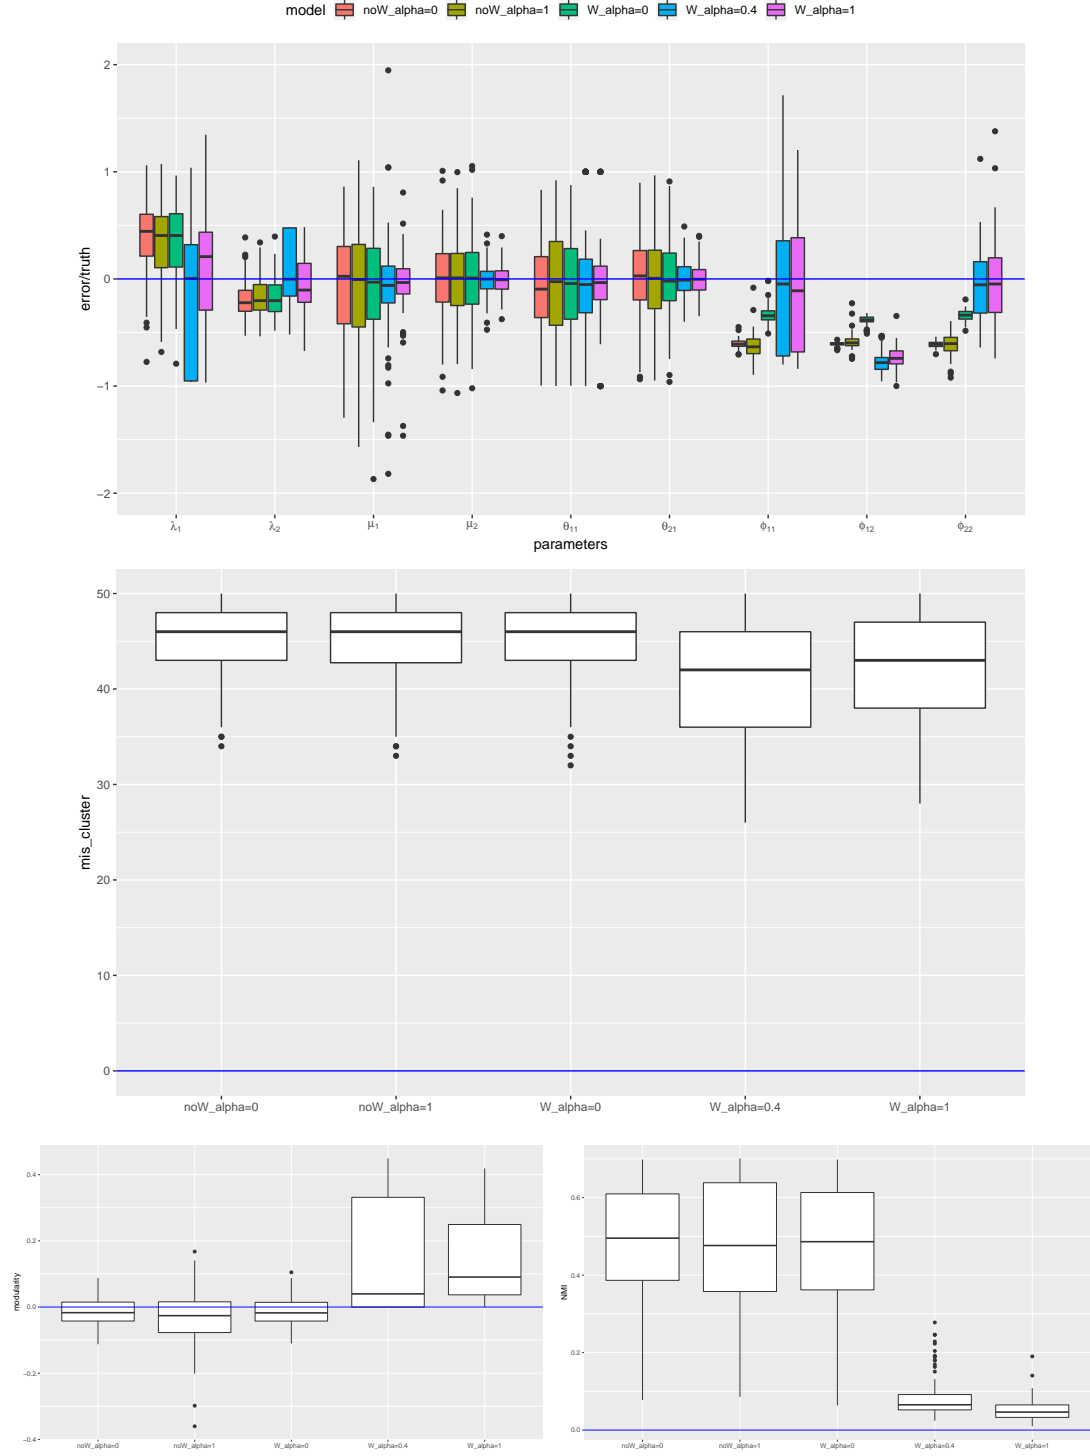 model noW_alpha=0 noW_alpha=1 W_alpha=0 W_alpha=0.4 W_alpha=1
error/truth
2
1
0
−1
−2
λ1 λ2 μ1 μ2 θ11 θ21 ϕ11 ϕ12 ϕ22
parameters
mis_cluster
50
40
30
20
10
0
noW_alpha=0 noW_alpha=1 W_alpha=0 W_alpha=0.4 W_alpha=1
modularity
0.4
0.2
0.0
−0.2
−0.4
noW_alpha=0 noW_alpha=1 W_alpha=0 W_alpha=0.4 W_alpha=1
NMI
0.6
0.4
0.2
0.0
noW_alpha=0 noW_alpha=1 W_alpha=0 W_alpha=0.4 W_alpha=1